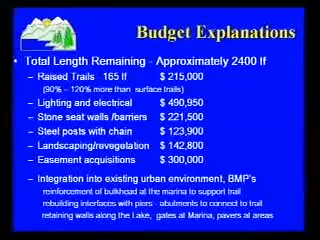 Budget Explanations
• Total Length Remaining - Approximately 2400 lf
– Raised Trails 165 lf $ 215,000
(90% – 120% more than surface trails)
– Lighting and electrical $ 490,950
– Stone seat walls /barriers $ 221,500
– Steel posts with chain $ 123,900
– Landscaping/revegetation $ 142,800
– Easement acquisitions $ 300,000
– Integration into existing urban environment, BMP's
reinforcement of bulkhead at the marina to support trail
rebuilding interfaces with piers - abutments to connect to trail
retaining walls along the Lake, gates at Marina, pavers at areas